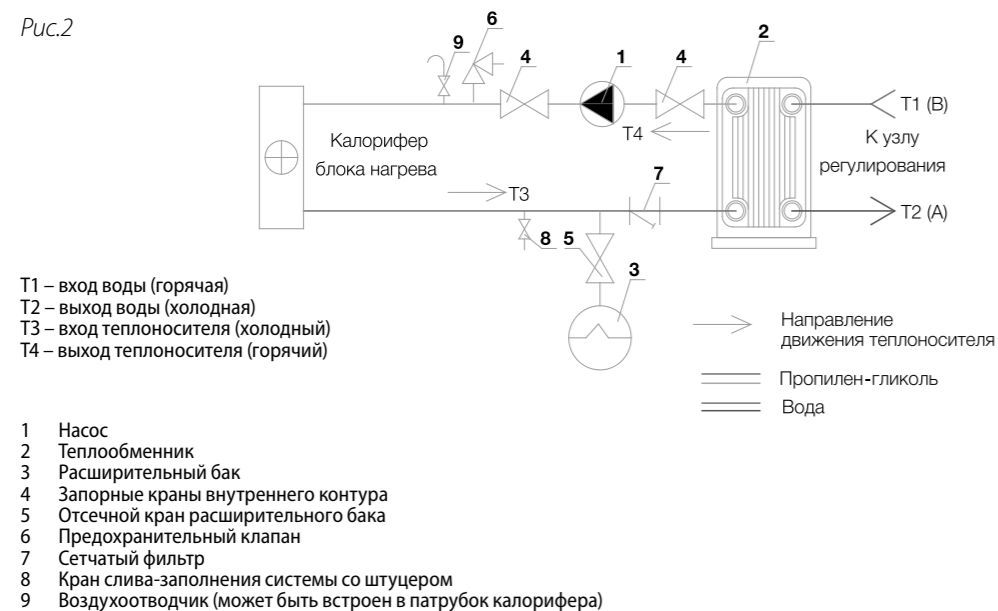 Рис.2
6
9
4
1
4
2
T4
T1 (B)
Калорифер
блока нагрева
К узлу
регулирования
T3
7
T2 (A)
8 5
3
T1 – вход воды (горячая)
T2 – выход воды (холодная)
T3 – вход теплоносителя (холодный)
T4 – выход теплоносителя (горячий)
Направление
движения теплоносителя
Пропилен-гликоль
Вода
1 Насос
2 Теплообменник
3 Расширительный бак
4 Запорные краны внутреннего контура
5 Отсечной кран расширительного бака
6 Предохранительный клапан
7 Сетчатый фильтр
8 Кран слива-заполнения системы со штуцером
9 Воздухоотводчик (может быть встроен в патрубок калорифера)